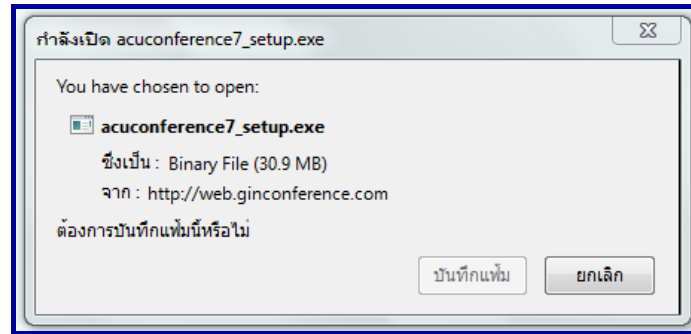 กำลังเปิด acuconference7_setup.exe
You have chosen to open:
acuconference7_setup.exe
ซึ่งเป็น : Binary File (30.9 MB)
จาก : http://web.ginconference.com
ต้องการบันทึกแฟ้มนี้หรือไม่
บันทึกแฟ้ม ยกเลิก